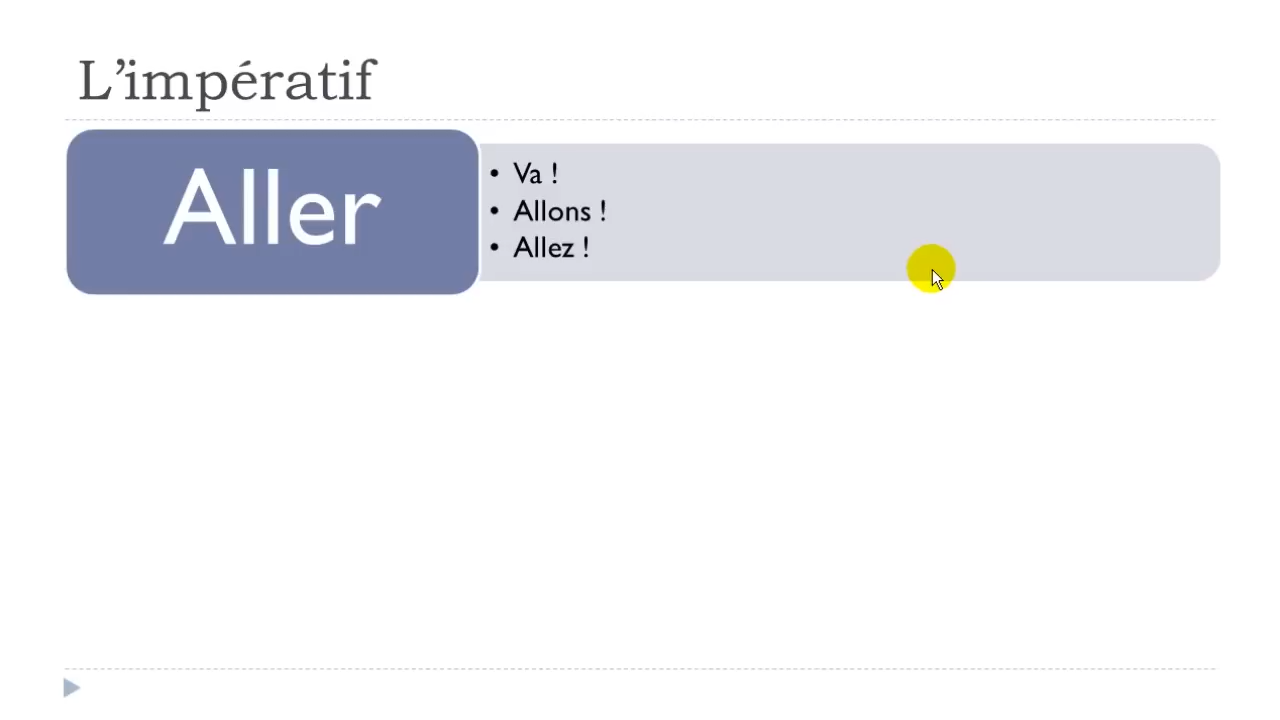 L’impératif
Aller
• Va !
• Allons !
• Allez !